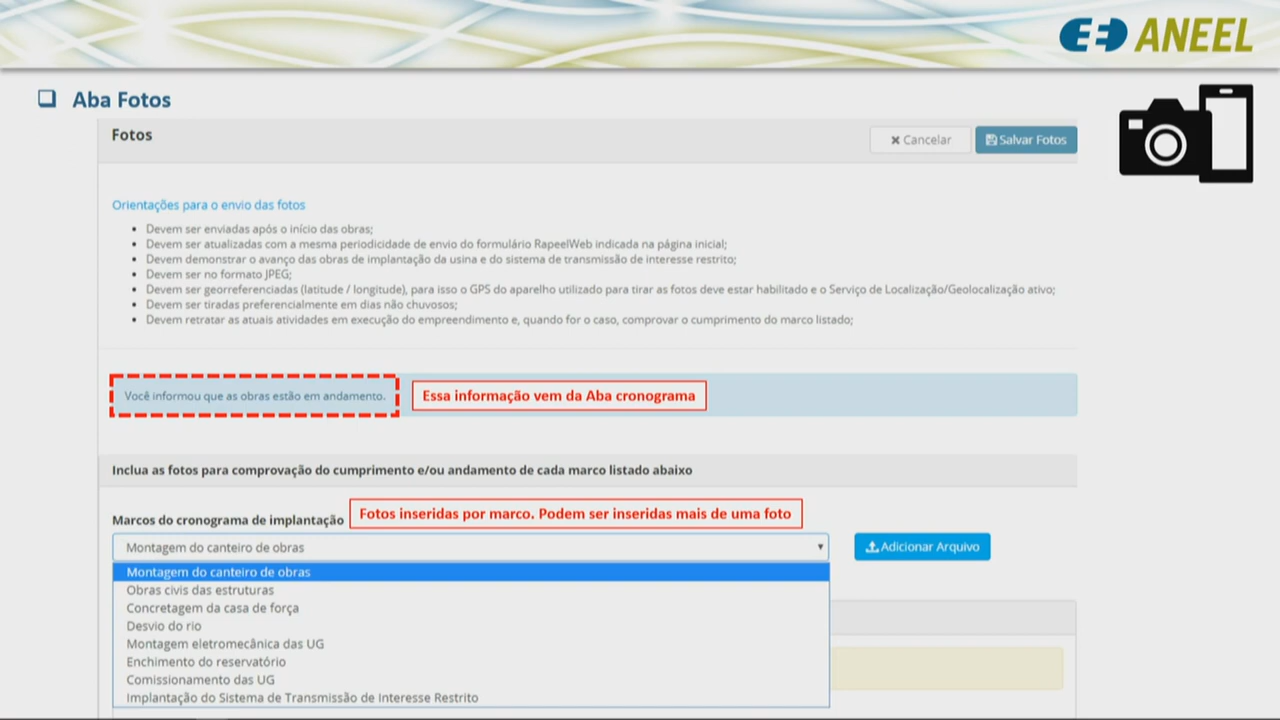 ANEEL
Aba Fotos
Fotos
Cancelar
Salvar Fotos
Orientações para o envio das fotos
Devem ser enviadas após o início das obras;
Devem ser atualizadas com a mesma periodicidade de envio do formulário RapeelWeb indicada na página inicial;
Devem demonstrar o avanço das obras de implantação da usina e do sistema de transmissão de interesse restrito;
Devem ser no formato JPEG;
Devem ser georreferenciadas (latitude / longitude), para isso o GPS do aparelho utilizado para tirar as fotos deve estar habilitado e o Serviço de Localização/Geolocalização ativo;
Devem ser tiradas preferencialmente em dias não chuvosos;
Devem retratar as atuais atividades em execução do empreendimento e, quando for o caso, comprovar o cumprimento do marco listado;
Você informou que as obras estão em andamento.
Essa informação vem da Aba cronograma
Inclua as fotos para comprovação do cumprimento e/ou andamento de cada marco listado abaixo
Marcos do cronograma de implantação
Fotos inseridas por marco. Podem ser inseridas mais de uma foto
Montagem do canteiro de obras
Adicionar Arquivo
Montagem do canteiro de obras
Obras civis das estruturas
Concretagem da casa de força
Desvio do rio
Montagem eletromecânica das UG
Enchimento do reservatório
Comissionamento das UG
Implantação do Sistema de Transmissão de Interesse Restrito